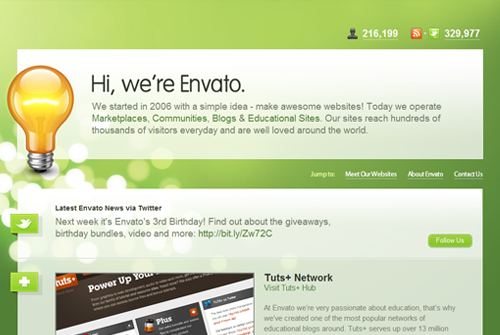 216,199 329,977
Hi, we're Envato.
We started in 2006 with a simple idea - make awesome websites! Today we operate
Marketplaces, Communities, Blogs & Educational Sites. Our sites reach hundreds of
thousands of visitors everyday and are well loved around the world.
Jump to: Meet Our Websites About Envato Contact Us
Latest Envato News via Twitter
Next week it's Envato's 3rd Birthday! Find out about the giveaways,
birthday bundles, video and more: http://bit.ly/Zw72C
Follow Us
Tuts+
Power Up You
Plus
Tuts+ Network
Visit Tuts+ Hub
At Envato we're very passionate about education, that's why
we've created one of the most popular networks of
educational blogs around. Tuts+ serves up over 13 million